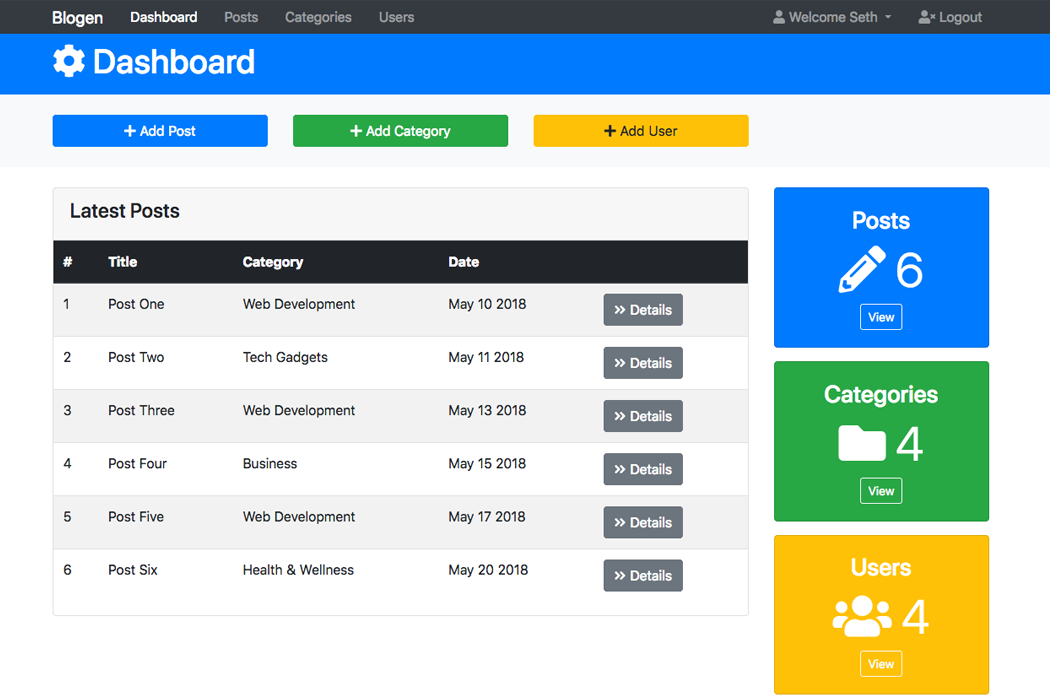 Blogen Dashboard Posts Categories Users Welcome Seth Logout
Dashboard
Add Post Add Category Add User
Latest Posts
# Title Category Date
1 Post One Web Development May 10 2018 Details
2 Post Two Tech Gadgets May 11 2018 Details
3 Post Three Web Development May 13 2018 Details
4 Post Four Business May 15 2018 Details
5 Post Five Web Development May 17 2018 Details
6 Post Six Health & Wellness May 20 2018 Details
Posts
6
View
Categories
4
View
Users
4
View